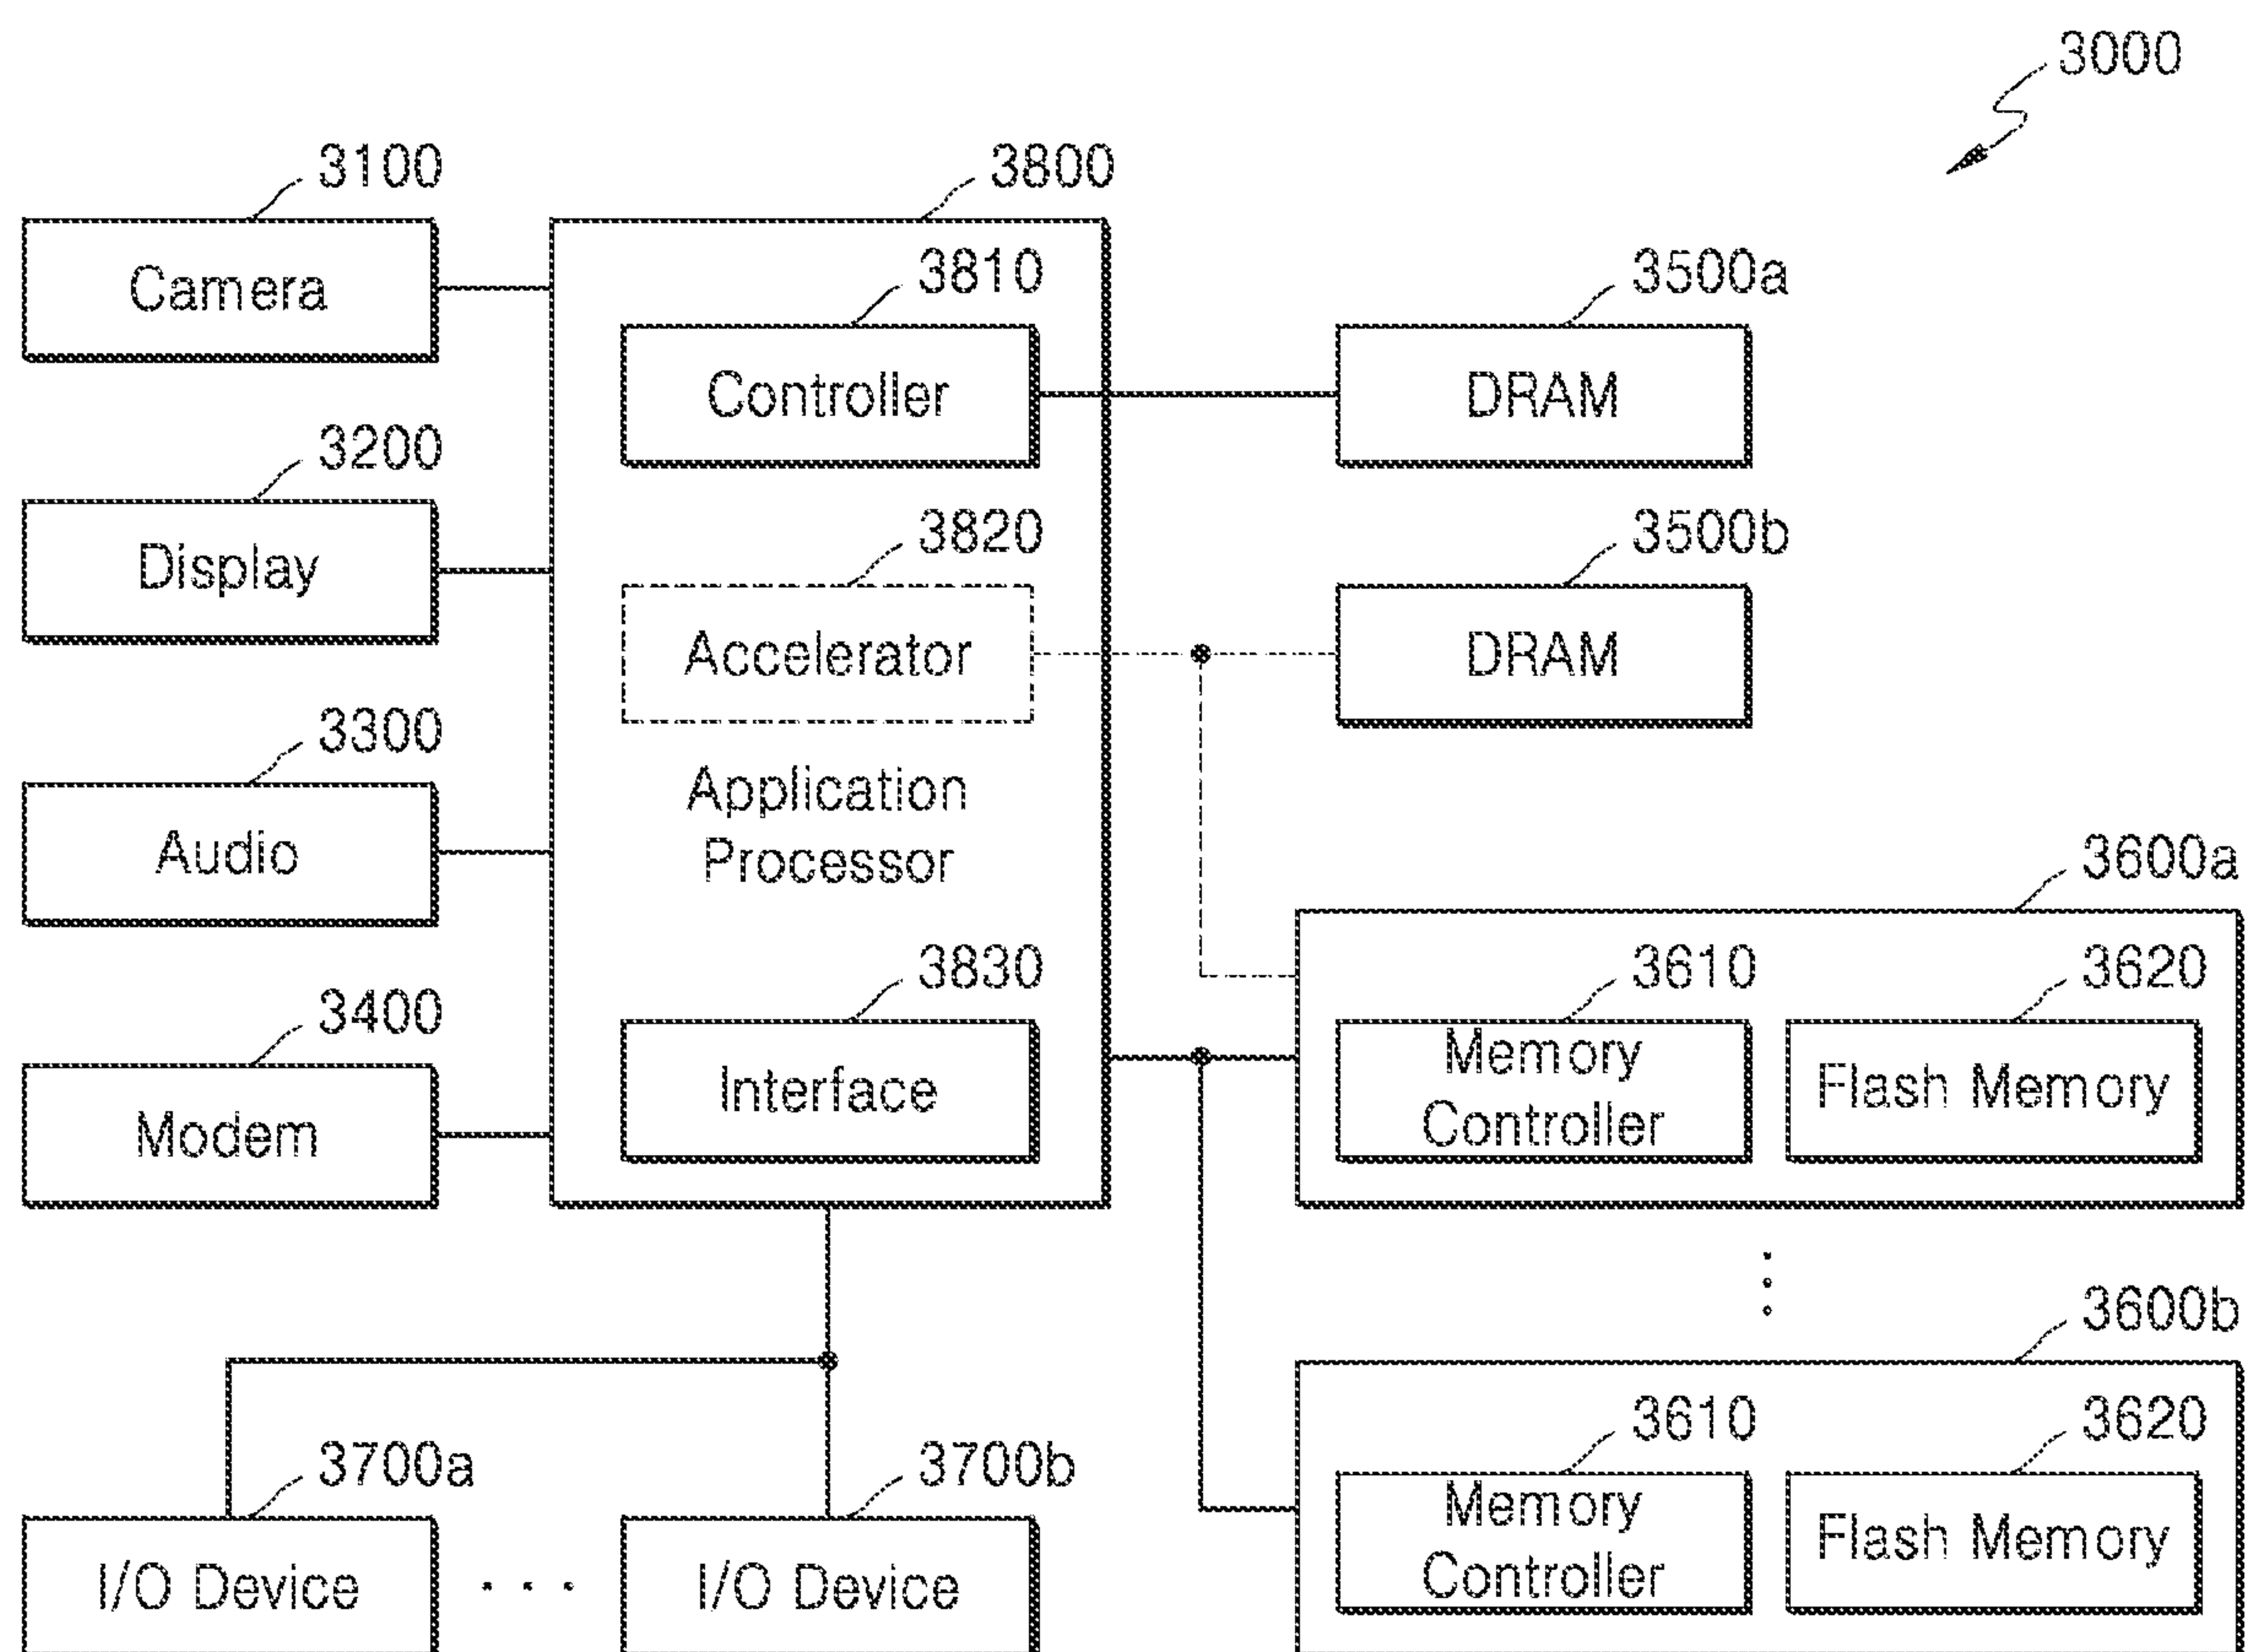 3000
3100
Camera
3200
Display
3300
Audio
3400
Modem
3800
3810
Controller
3820
Accelerator
Application
Processor
3830
Interface
3500a
DRAM
3500b
DRAM
3600a
3610
Memory
Controller
3620
Flash Memory
3600b
3610
Memory
Controller
3620
Flash Memory
3700a
I/O Device
3700b
I/O Device